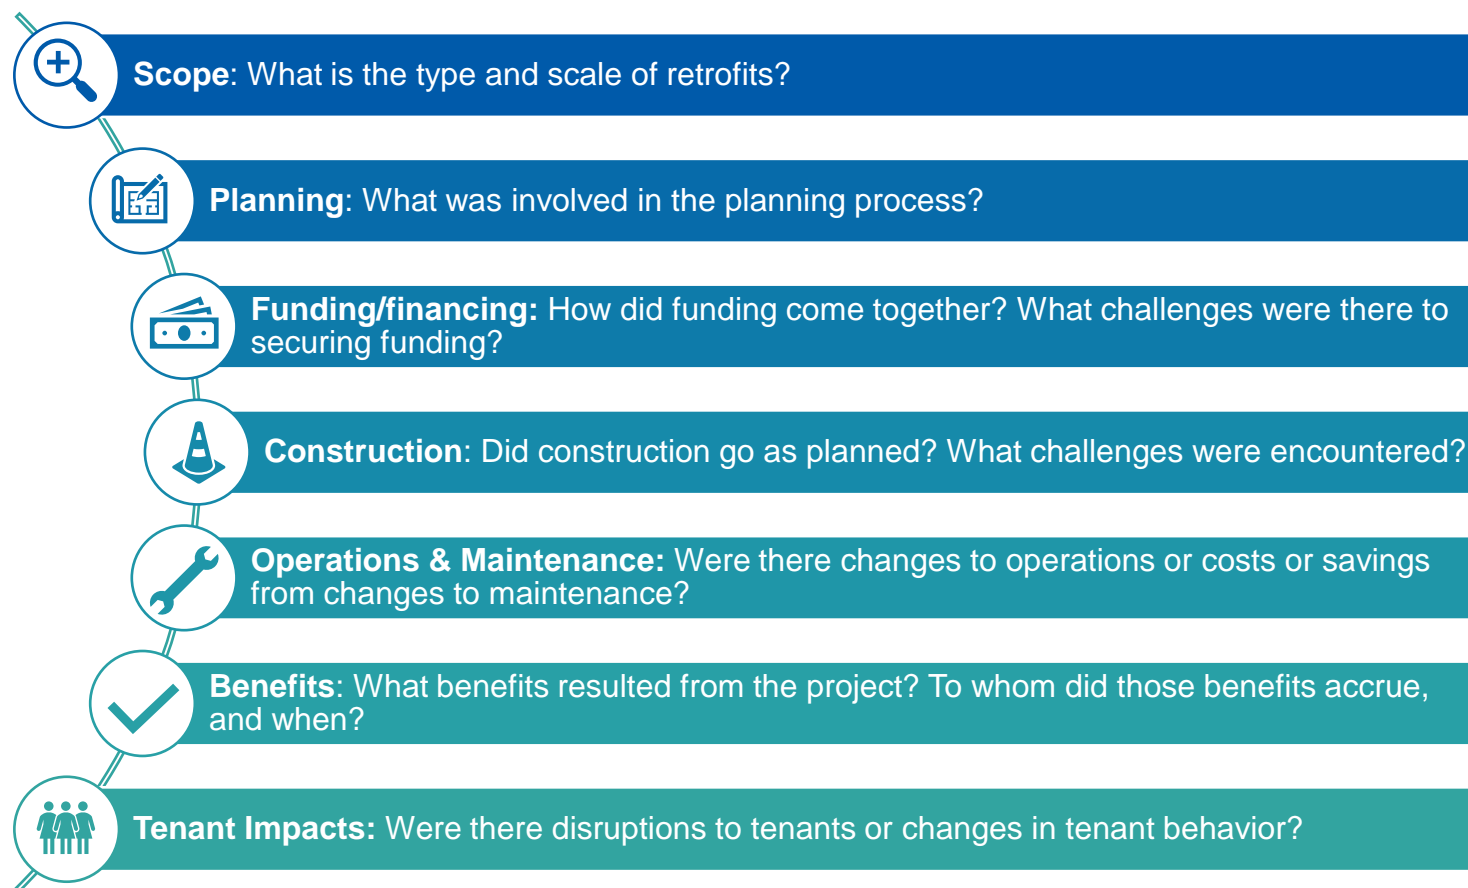 Scope: What is the type and scale of retrofits?
Planning: What was involved in the planning process?
Funding/financing: How did funding come together? What challenges were there to
securing funding?
Construction: Did construction go as planned? What challenges were encountered?
Operations & Maintenance: Were there changes to operations or costs or savings
from changes to maintenance?
Benefits: What benefits resulted from the project? To whom did those benefits accrue,
and when?
Tenant Impacts: Were there disruptions to tenants or changes in tenant behavior?